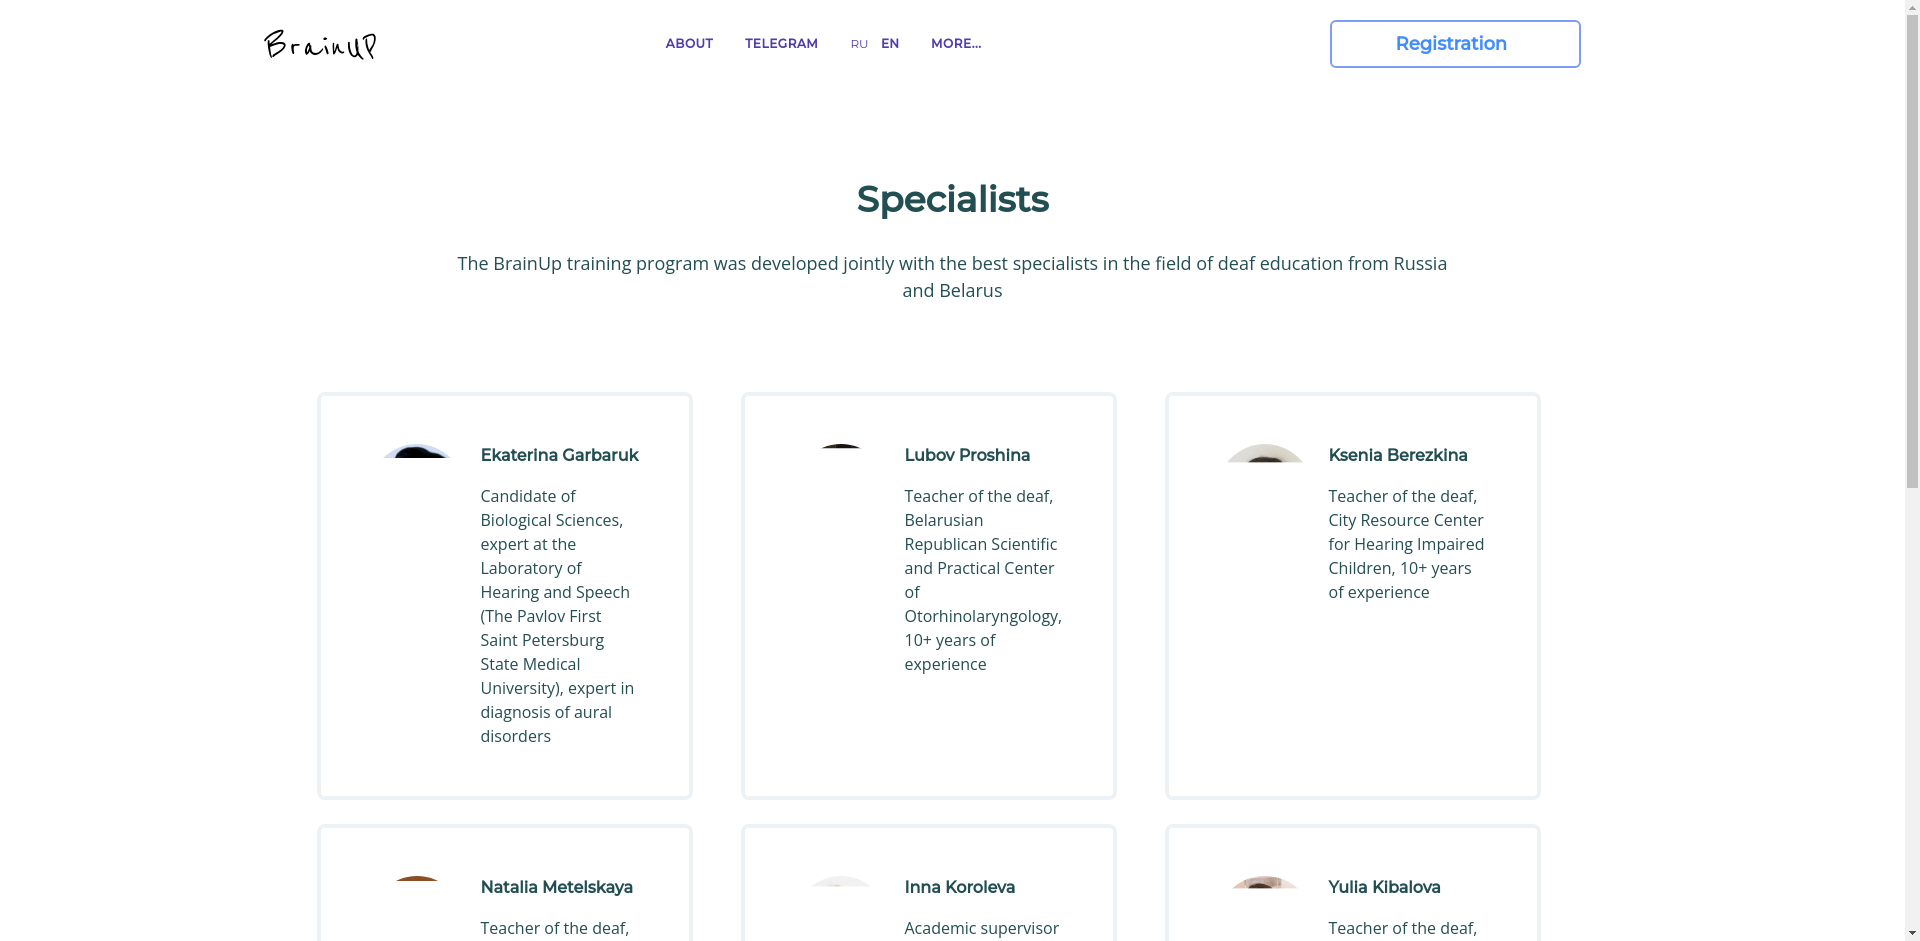 BrainUP
ABOUT
TELEGRAM
RU
EN
MORE...
Registration
Specialists
The BrainUp training program was developed jointly with the best specialists in the field of deaf education from Russia
and Belarus
Ekaterina Garbaruk
Candidate of
Biological Sciences,
expert at the
Laboratory of
Hearing and Speech
(The Pavlov First
Saint Petersburg
State Medical
University), expert in
diagnosis of aural
disorders
Lubov Proshina
Teacher of the deaf,
Belarusian
Republican Scientific
and Practical Center
of
Otorhinolaryngology,
10+ years of
experience
Ksenia Berezkina
Teacher of the deaf,
City Resource Center
for Hearing Impaired
Children, 10+ years
of experience
Natalia Metelskaya
Teacher of the deaf,
Inna Koroleva
Academic supervisor
Yulia Kibalova
Teacher of the deaf,